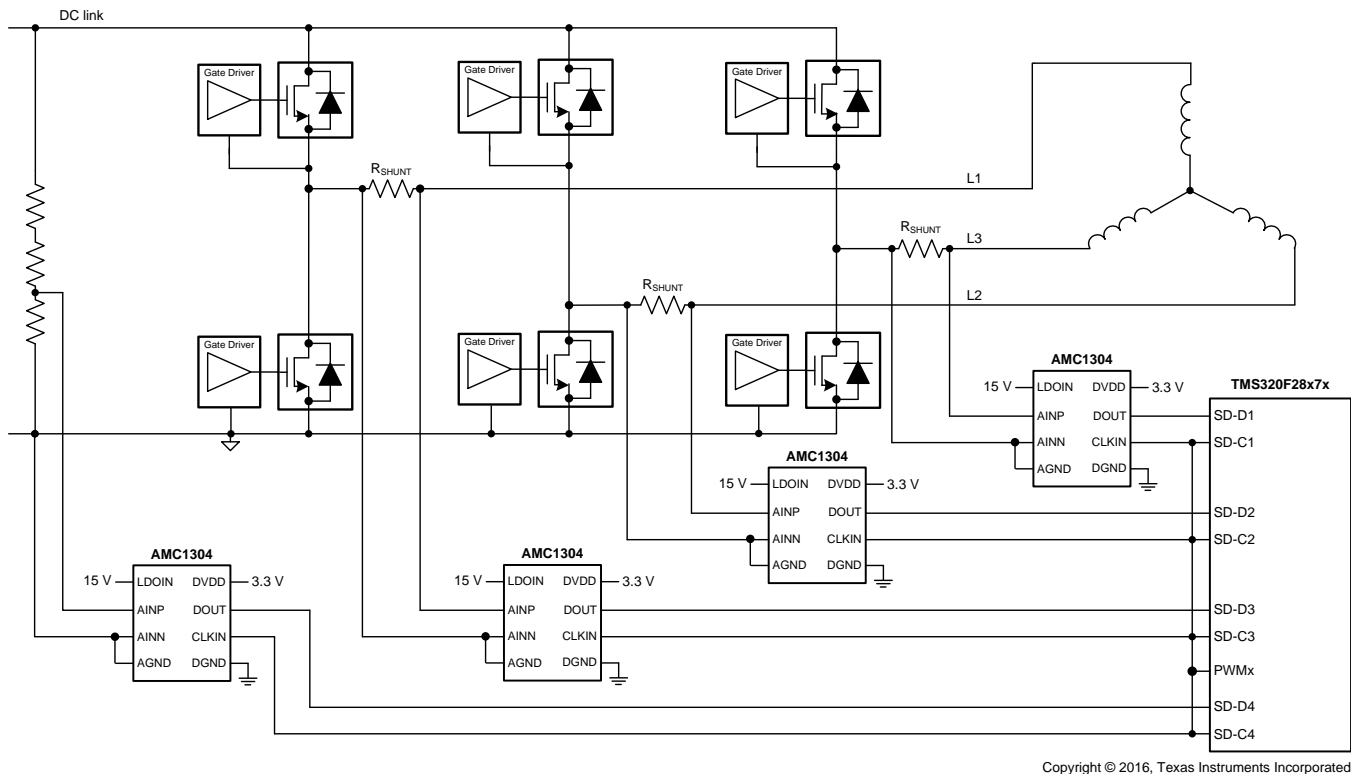 DC link
Gate Driver
Gate Driver
Gate Driver
R_SHUNT
L1
R_SHUNT
L3
R_SHUNT
L2
Gate Driver
Gate Driver
Gate Driver
AMC1304
15 V LDOIN DVDD 3.3 V
AINP DOUT
AINN CLKIN
AGND DGND
TMS320F28x7x
SD-D1
SD-C1
SD-D2
SD-C2
SD-D3
SD-C3
PWMx
SD-D4
SD-C4
AMC1304
15 V LDOIN DVDD 3.3 V
AINP DOUT
AINN CLKIN
AGND DGND
AMC1304
15 V LDOIN DVDD 3.3 V
AINP DOUT
AINN CLKIN
AGND DGND
AMC1304
15 V LDOIN DVDD 3.3 V
AINP DOUT
AINN CLKIN
AGND DGND
Copyright © 2016, Texas Instruments Incorporated